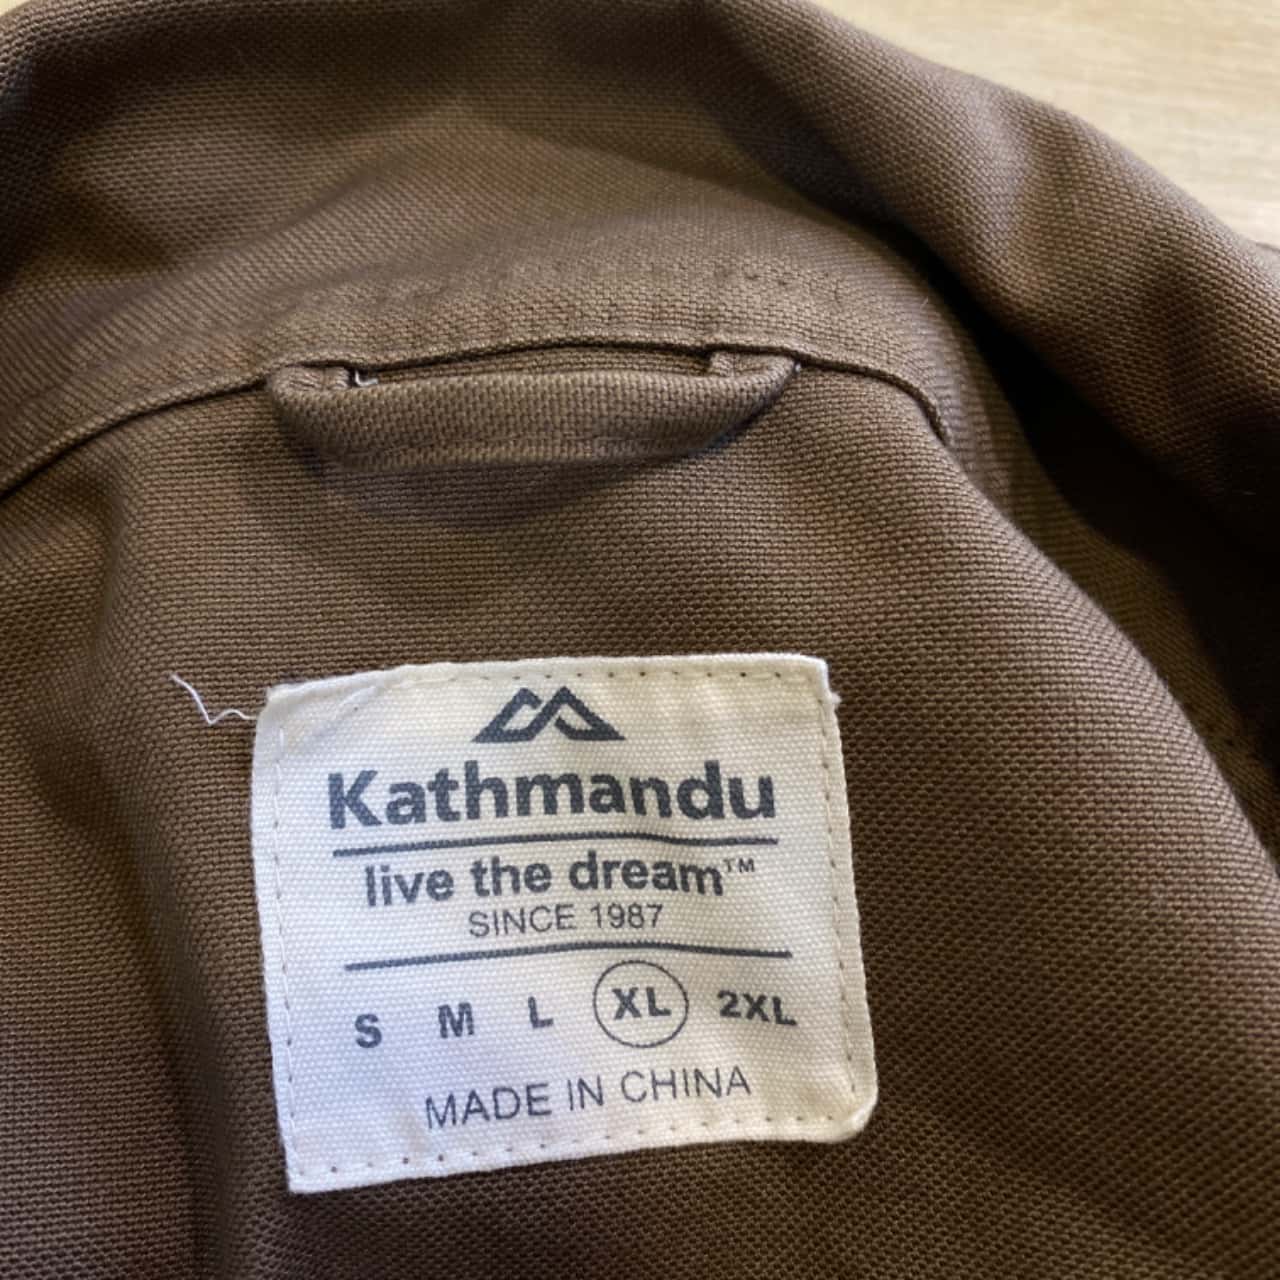 Kathmandu
live the dream™
SINCE 1987
S M L XL 2XL
MADE IN CHINA